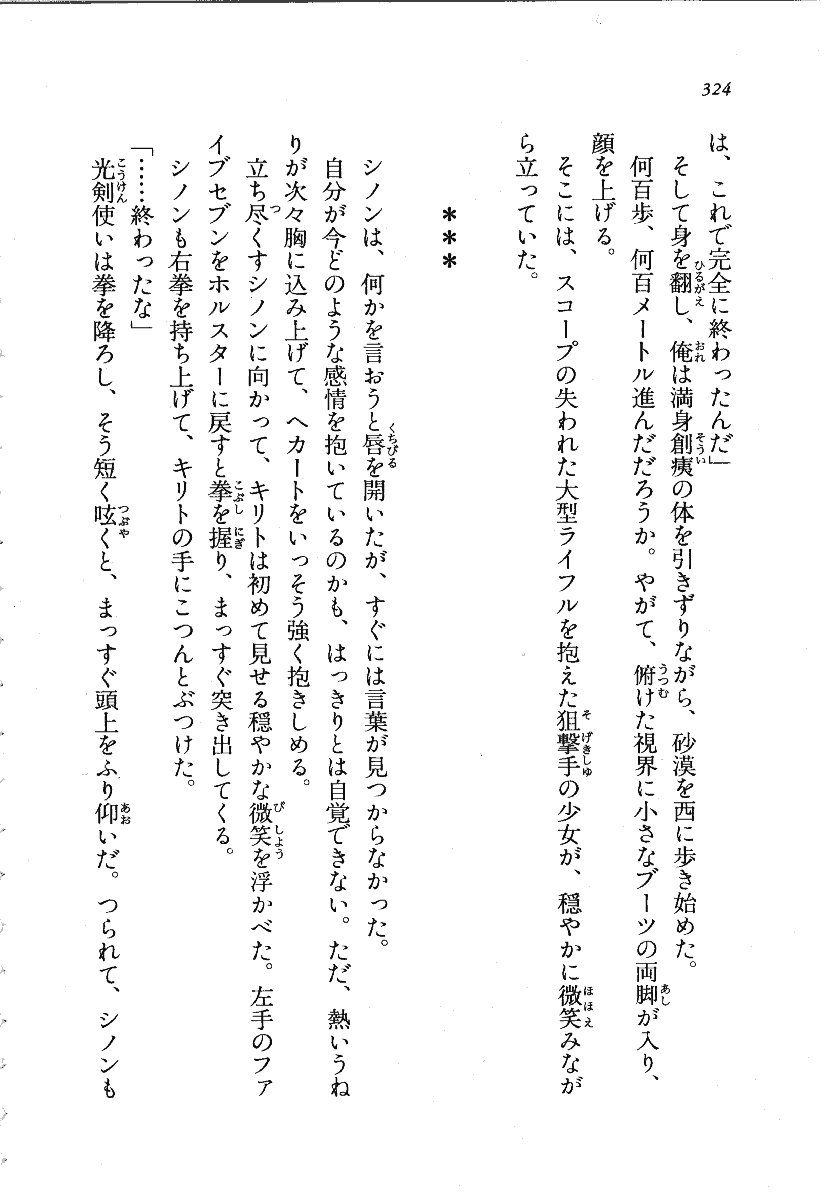 324
は、これで完全に終わったんだ」
そして身を翻し、俺は満身創痍の体を引きずりながら、砂漠を西に歩き始めた。
何百歩、何百メートル進んだだろうか。やがて、俯けた視界に小さなブーツの両脚が入り、
顔を上げる。
そこには、スコープの失われた大型ライフルを抱えた狙撃手の少女が、穏やかに微笑みなが
ら立っていた。
***
シノンは、何かを言おうと唇を開いたが、すぐには言葉が見つからなかった。
自分が今どのような感情を抱いているのかも、はっきりとは自覚できない。ただ、熱いうね
りが次々胸に込み上げて、ヘカートをいっそう強く抱きしめる。
立ち尽くすシノンに向かって、キリトは初めて見せる穏やかな微笑を浮かべた。左手のファ
イブセブンをホルスターに戻すと拳を握り、まっすぐ突き出してくる。
シノンも右拳を持ち上げて、キリトの手にこつんとぶつけた。
「……終わったな」
光剣使いは拳を降ろし、そう短く呟くと、まっすぐ頭上をふり仰いだ。つられて、シノンも